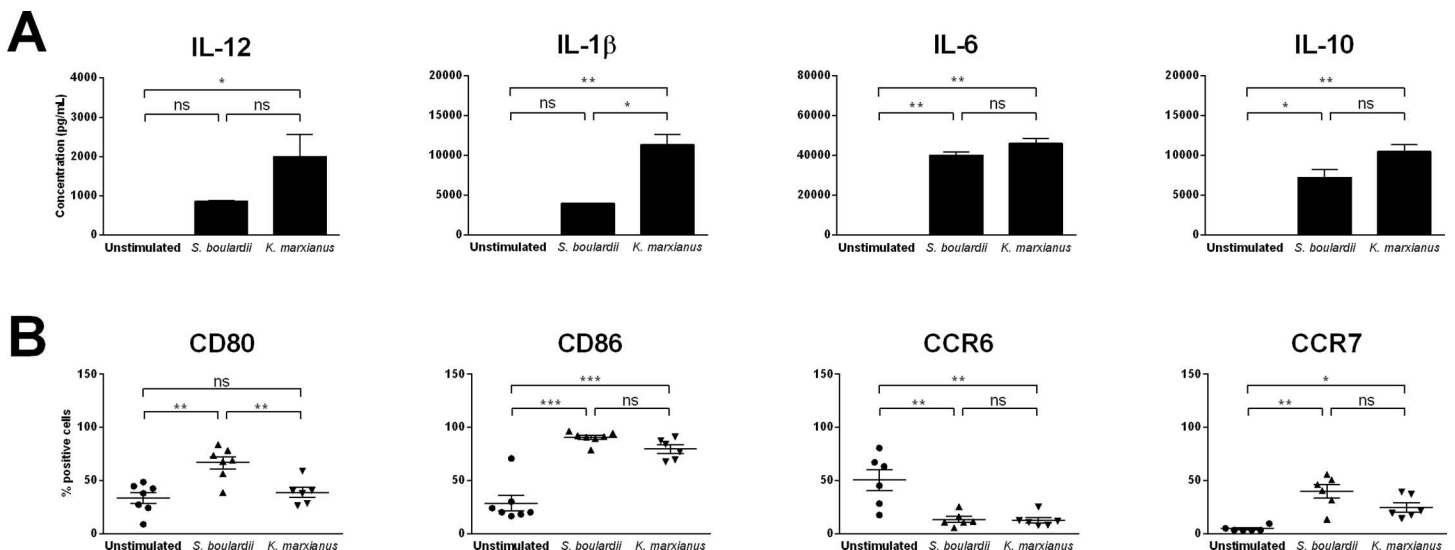 A
IL-12
IL-1β
IL-6
IL-10
Concentration (pg/mL)
4000
3000
2000
1000
0
*
ns
ns
Unstimulated
S. boulardii
K. marxianus
20000
15000
10000
5000
0
**
ns
*
Unstimulated
S. boulardii
K. marxianus
80000
60000
40000
20000
0
**
**
ns
Unstimulated
S. boulardii
K. marxianus
20000
15000
10000
5000
0
**
*
ns
Unstimulated
S. boulardii
K. marxianus
B
CD80
CD86
CCR6
CCR7
% positive cells
150
100
50
0
ns
**
**
Unstimulated
S. boulardii
K. marxianus
150
100
50
0
***
***
ns
Unstimulated
S. boulardii
K. marxianus
150
100
50
0
**
**
ns
Unstimulated
S. boulardii
K. marxianus
150
100
50
0
*
**
ns
Unstimulated
S. boulardii
K. marxianus